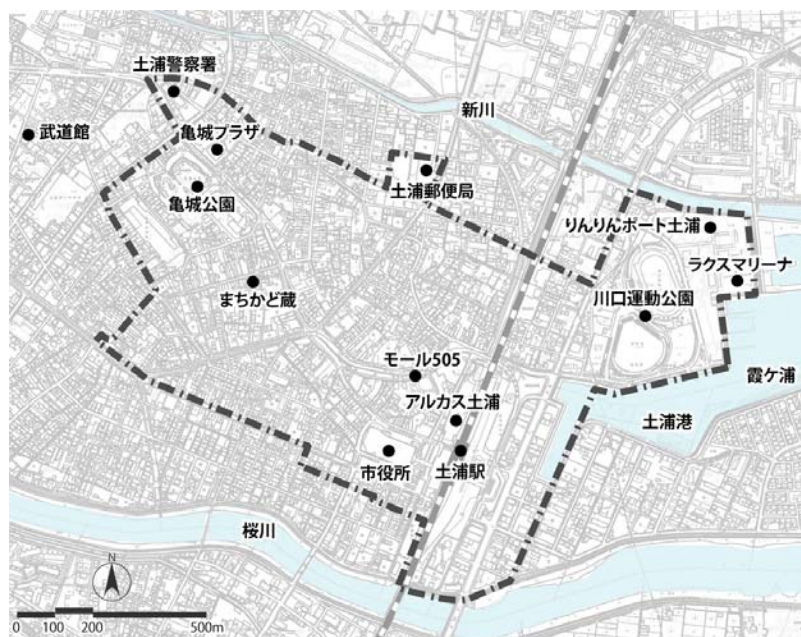 土浦警察署
新川
武道館
亀城プラザ
土浦郵便局
亀城公園
りんりんポート土浦
ラクスマリーナ
まちかど蔵
川口運動公園
モール505
霞ケ浦
アルカス土浦
土浦港
市役所
土浦駅
桜川
N
0 100 200 500m